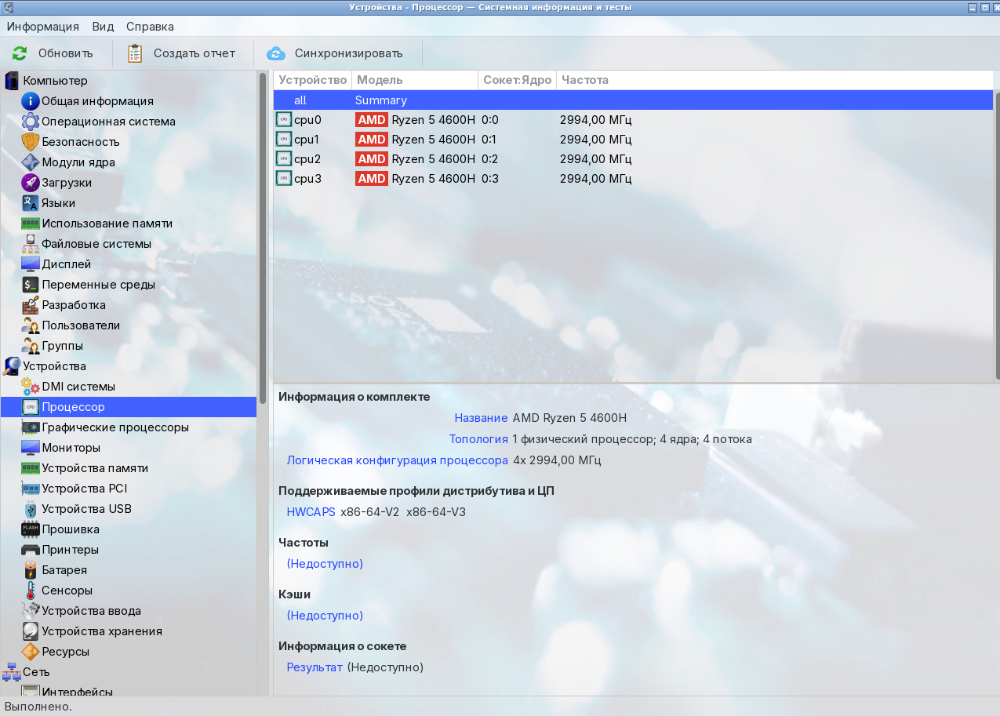 Устройства - Процессор — Системная информация и тесты
Информация Вид Справка
Обновить Создать отчет Синхронизировать
Компьютер
Общая информация
Операционная система
Безопасность
Модули ядра
Загрузки
Языки
Использование памяти
Файловые системы
Дисплей
Переменные среды
Разработка
Пользователи
Группы
Устройства
DMI системы
Процессор
Графические процессоры
Мониторы
Устройства памяти
Устройства PCI
Устройства USB
Прошивка
Принтеры
Батарея
Сенсоры
Устройства ввода
Устройства хранения
Ресурсы
Сеть
Интерфейсы
Устройство Модель Сокет:Ядро Частота
all Summary
cpu0 AMD Ryzen 5 4600H 0:0 2994,00 МГц
cpu1 AMD Ryzen 5 4600H 0:1 2994,00 МГц
cpu2 AMD Ryzen 5 4600H 0:2 2994,00 МГц
cpu3 AMD Ryzen 5 4600H 0:3 2994,00 МГц
Информация о комплекте
Название AMD Ryzen 5 4600H
Топология 1 физический процессор; 4 ядра; 4 потока
Логическая конфигурация процессора 4x 2994,00 МГц
Поддерживаемые профили дистрибутива и ЦП
HWCAPS x86-64-V2 x86-64-V3
Частоты
(Недоступно)
Кэши
(Недоступно)
Информация о сокете
Результат (Недоступно)
Выполнено.